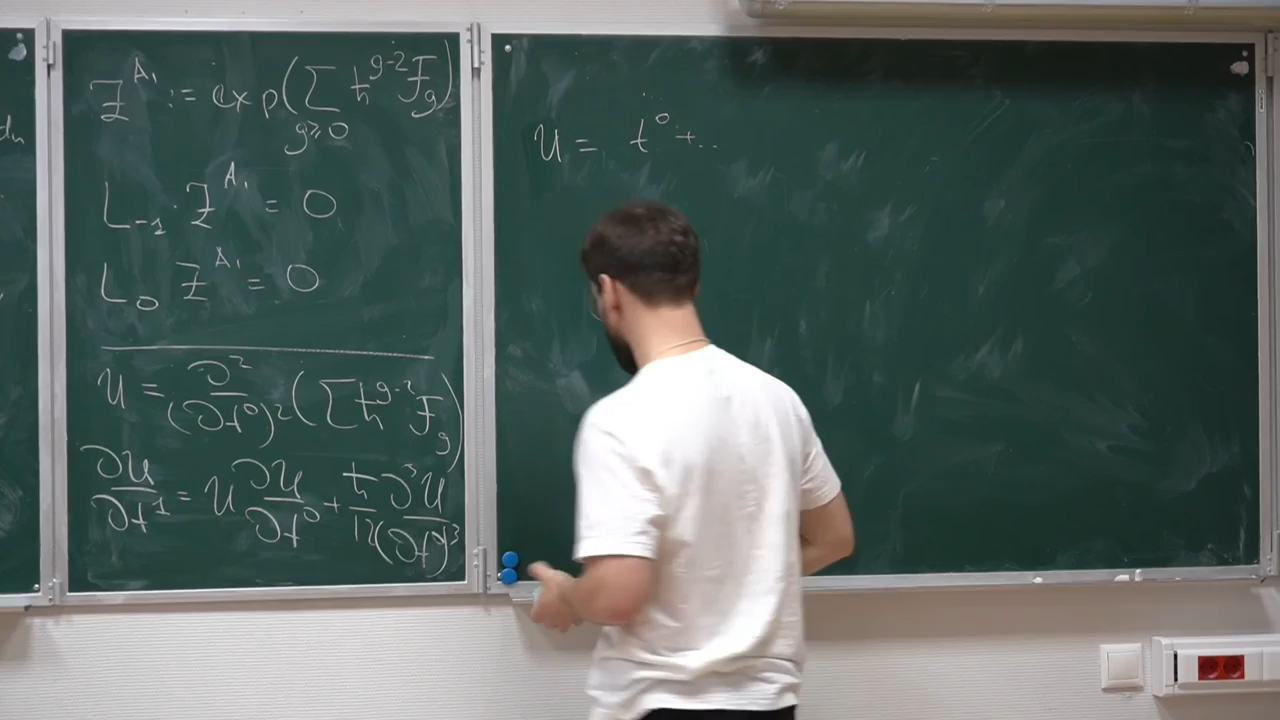 dn
Z^{A_1} := exp(∑_{g≥0} ħ^{g-2} F_g)
L_{-1} Z^{A_1} = 0
L_0 Z^{A_1} = 0
U = ∂²/(∂t⁰)² (∑ ħ^{g-2} F_g)
∂U/∂t¹ = U ∂U/∂t⁰ + ħ/12 ∂³U/(∂t⁰)³
U = t⁰ + ..